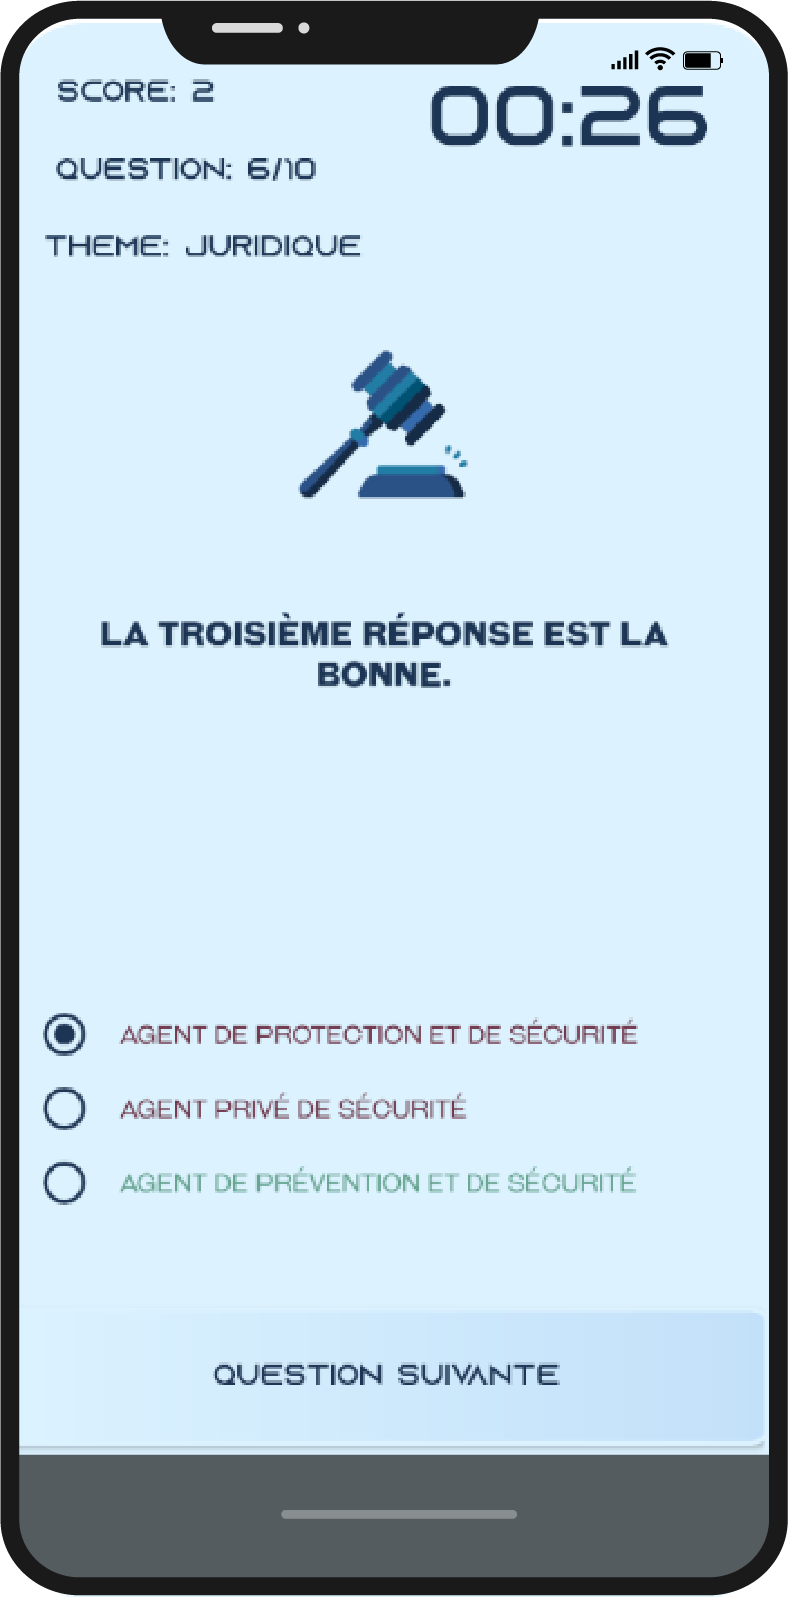 SCORE: 2
00:26
QUESTION: 6/10
THEME: JURIDIQUE
LA TROISIÈME RÉPONSE EST LA
BONNE.
AGENT DE PROTECTION ET DE SÉCURITÉ
AGENT PRIVÉ DE SÉCURITÉ
AGENT DE PRÉVENTION ET DE SÉCURITÉ
QUESTION SUIVANTE